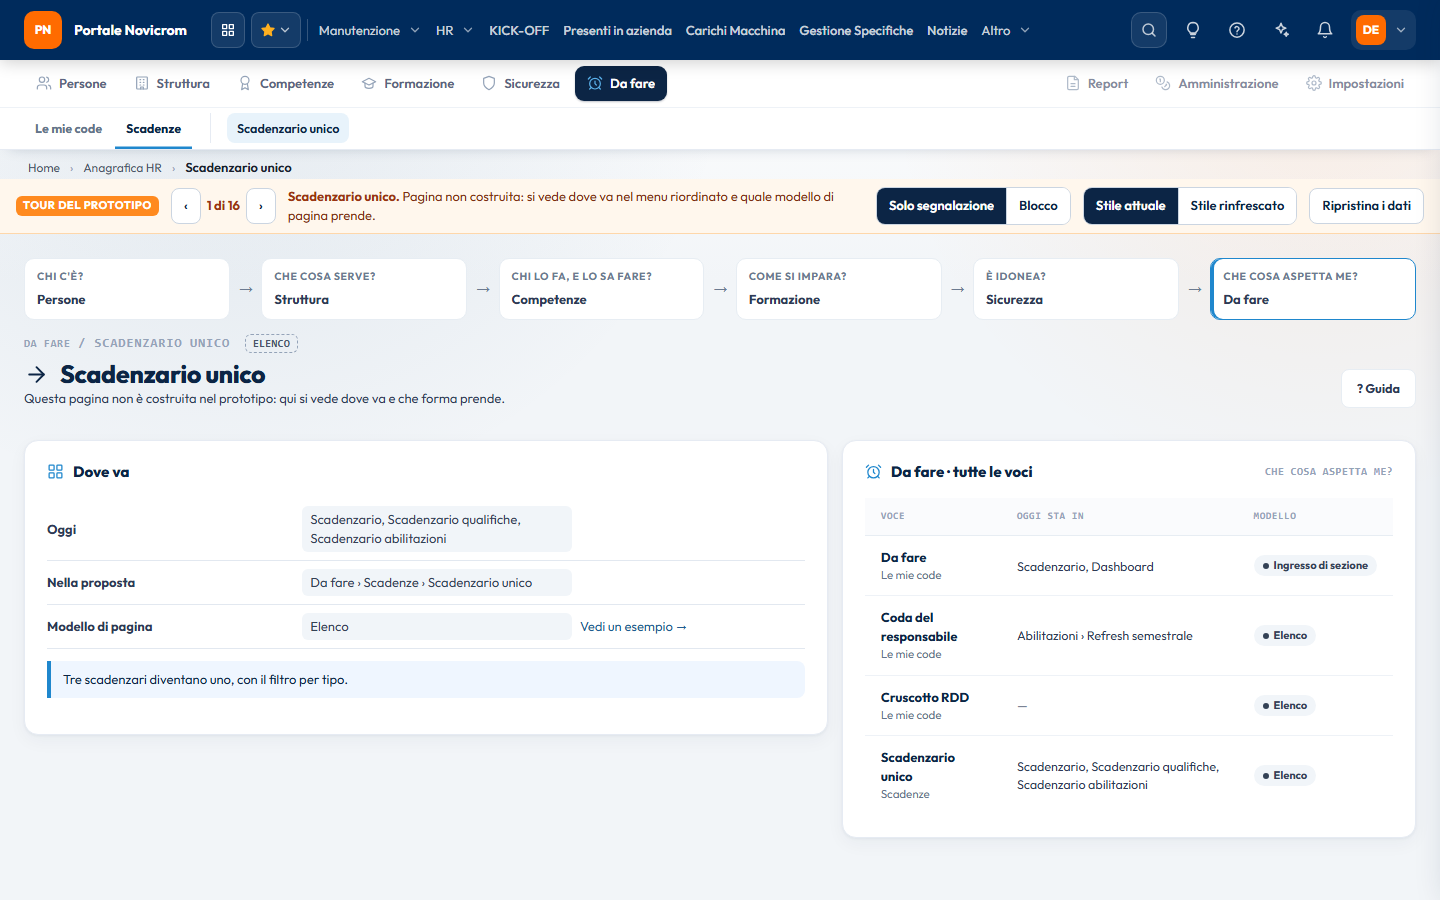 PN Portale Novicrom Manutenzione HR KICK-OFF Presenti in azienda Carichi Macchina Gestione Specifiche Notizie Altro DE
Persone Struttura Competenze Formazione Sicurezza Da fare Report Amministrazione Impostazioni
Le mie code Scadenze Scadenzario unico
Home › Anagrafica HR › Scadenzario unico
TOUR DEL PROTOTIPO ‹ 1 di 16 › Scadenzario unico. Pagina non costruita: si vede dove va nel menu riordinato e quale modello di
pagina prende.
Solo segnalazione Blocco Stile attuale Stile rinfrescato Ripristina i dati
CHI C'È?
Persone
→
CHE COSA SERVE?
Struttura
→
CHI LO FA, E LO SA FARE?
Competenze
→
COME SI IMPARA?
Formazione
→
È IDONEA?
Sicurezza
→
CHE COSA ASPETTA ME?
Da fare
DA FARE / SCADENZARIO UNICO ELENCO
→ Scadenzario unico
Questa pagina non è costruita nel prototipo: qui si vede dove va e che forma prende.
? Guida
Dove va
Oggi
Scadenzario, Scadenzario qualifiche,
Scadenzario abilitazioni
Nella proposta
Da fare › Scadenze › Scadenzario unico
Modello di pagina
Elenco
Vedi un esempio →
Tre scadenzari diventano uno, con il filtro per tipo.
Da fare · tutte le voci
CHE COSA ASPETTA ME?
VOCE OGGI STA IN MODELLO
Da fare
Le mie code
Scadenzario, Dashboard
Ingresso di sezione
Coda del
responsabile
Le mie code
Abilitazioni › Refresh semestrale
Elenco
Cruscotto RDD
Le mie code
—
Elenco
Scadenzario
unico
Scadenze
Scadenzario, Scadenzario qualifiche,
Scadenzario abilitazioni
Elenco